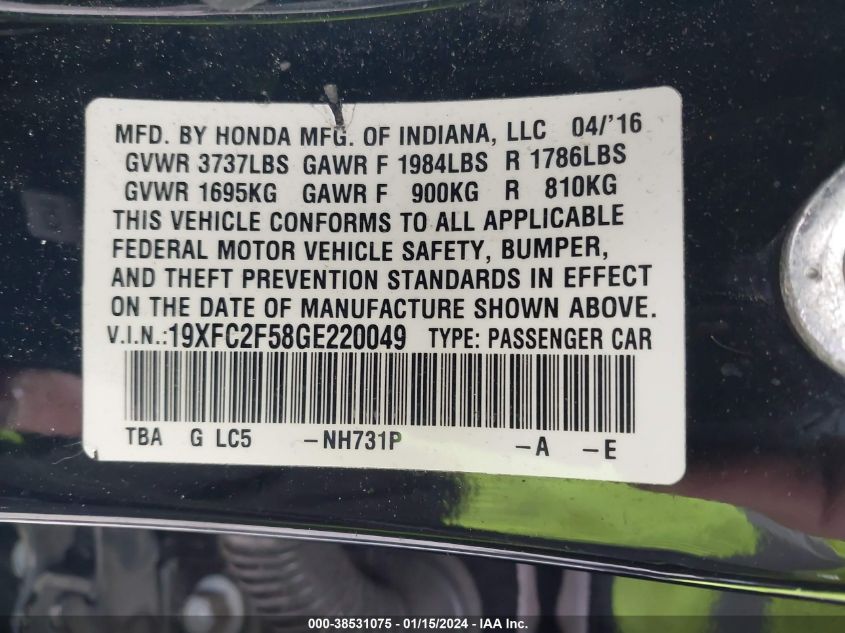 MFD. BY HONDA MFG. OF INDIANA, LLC 04/'16
GVWR 3737LBS GAWR F 1984LBS R 1786LBS
GVWR 1695KG GAWR F 900KG R 810KG
THIS VEHICLE CONFORMS TO ALL APPLICABLE
FEDERAL MOTOR VEHICLE SAFETY, BUMPER,
AND THEFT PREVENTION STANDARDS IN EFFECT
ON THE DATE OF MANUFACTURE SHOWN ABOVE.
V.I.N.:19XFC2F58GE220049 TYPE: PASSENGER CAR
TBA G LC5 -NH731P -A -E
000-38531075 - 01/15/2024 - IAA Inc.